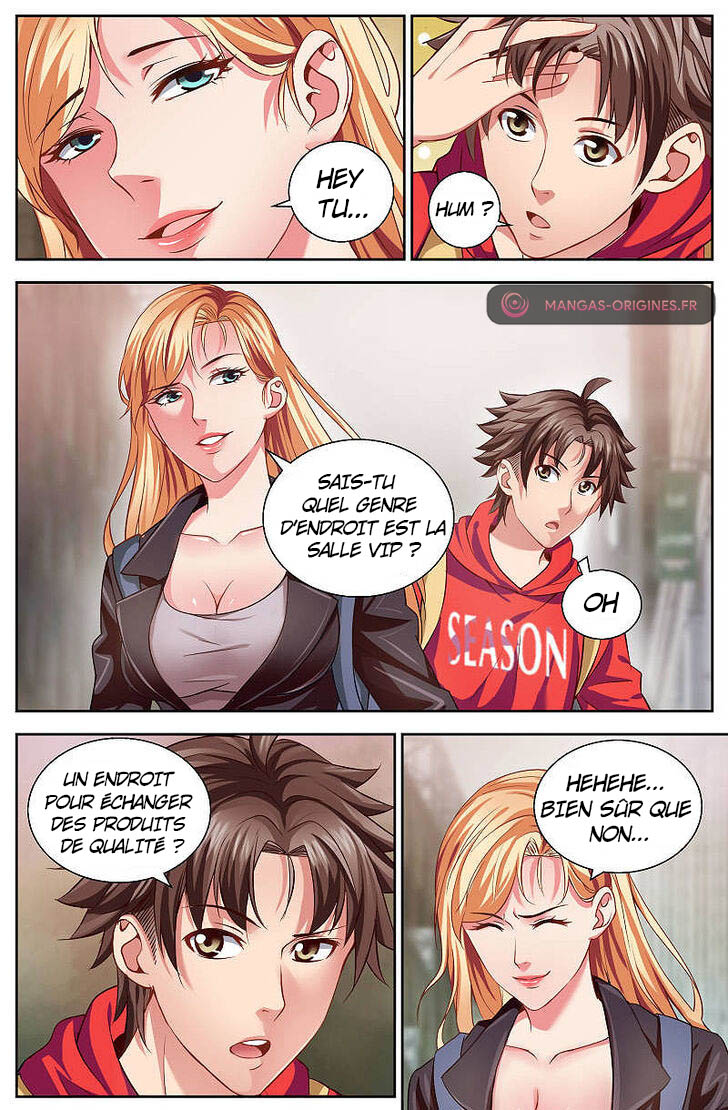 HEY
TU...
HUM ?
MANGAS-ORIGINES.FR
SAIS-TU
QUEL GENRE
D'ENDROIT EST LA
SALLE VIP ?
OH
SEASON
UN ENDROIT
POUR ÉCHANGER
DES PRODUITS
DE QUALITÉ ?
HEHEHE...
BIEN SÛR QUE
NON...